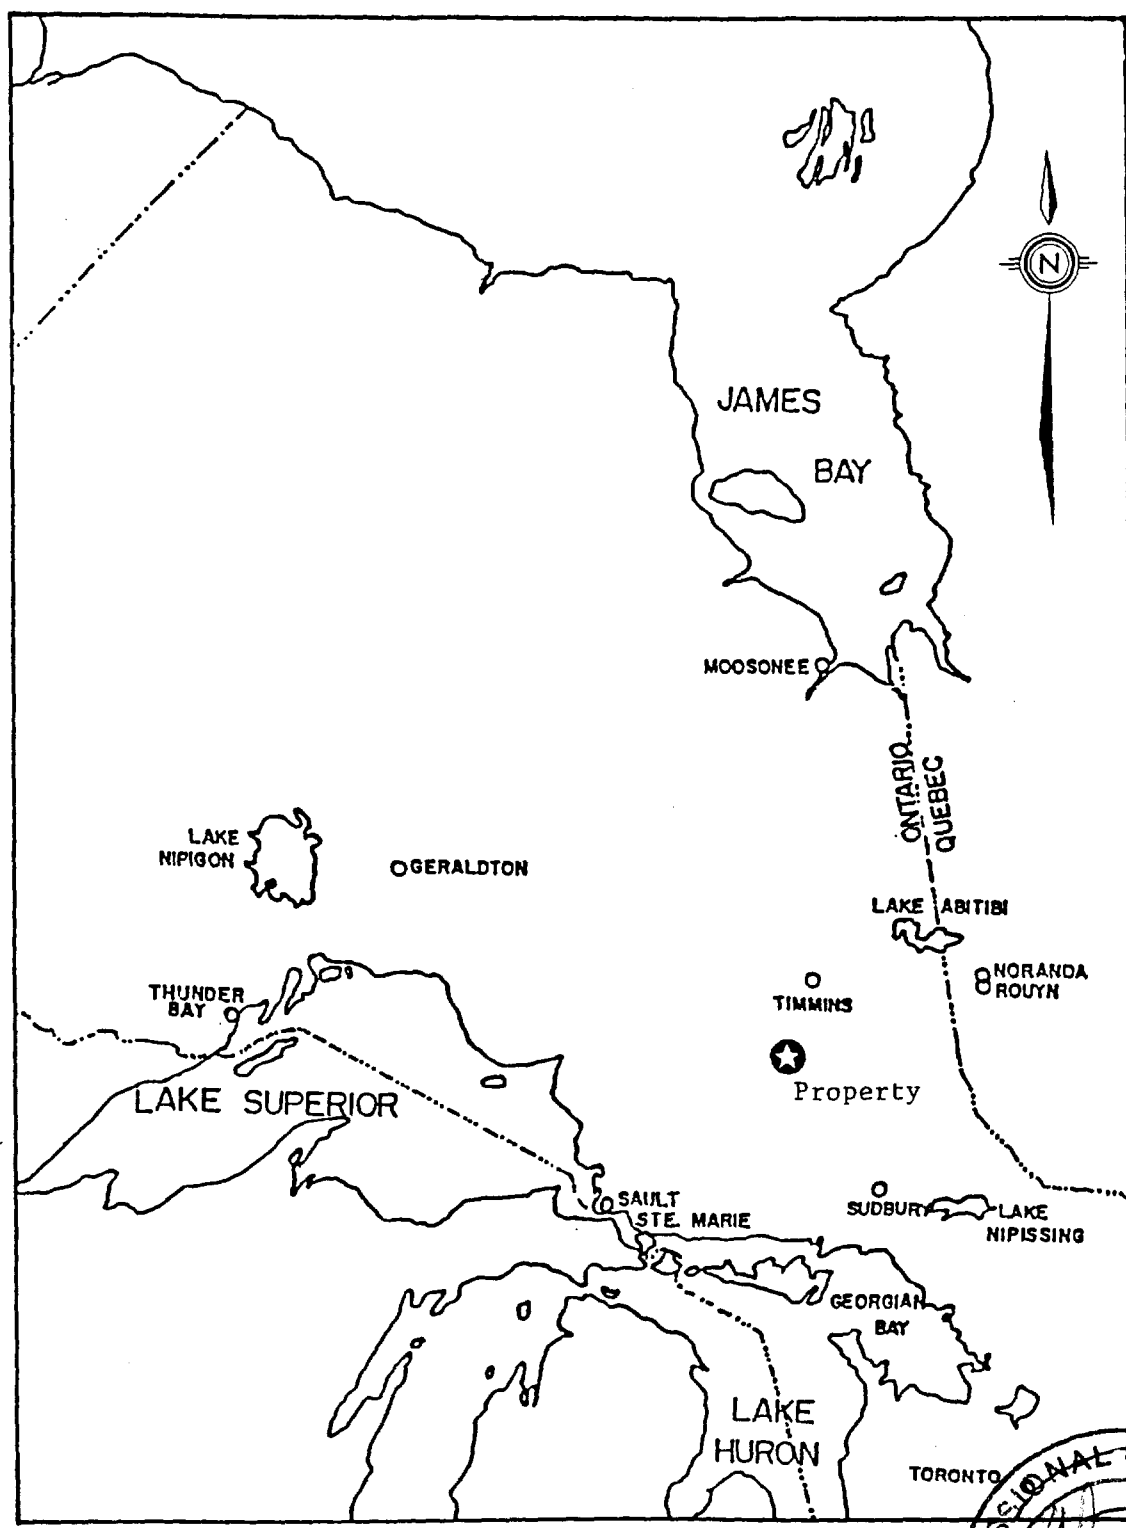 N
JAMES
BAY
MOOSONEE
ONTARIO
QUEBEC
LAKE
NIPIGON
GERALDTON
LAKE ABITIBI
NORANDA
ROUYN
THUNDER
BAY
TIMMINS
Property
LAKE SUPERIOR
SAULT
STE. MARIE
SUDBURY
LAKE
NIPISSING
GEORGIAN
BAY
LAKE
HURON
TORONTO
IONAL